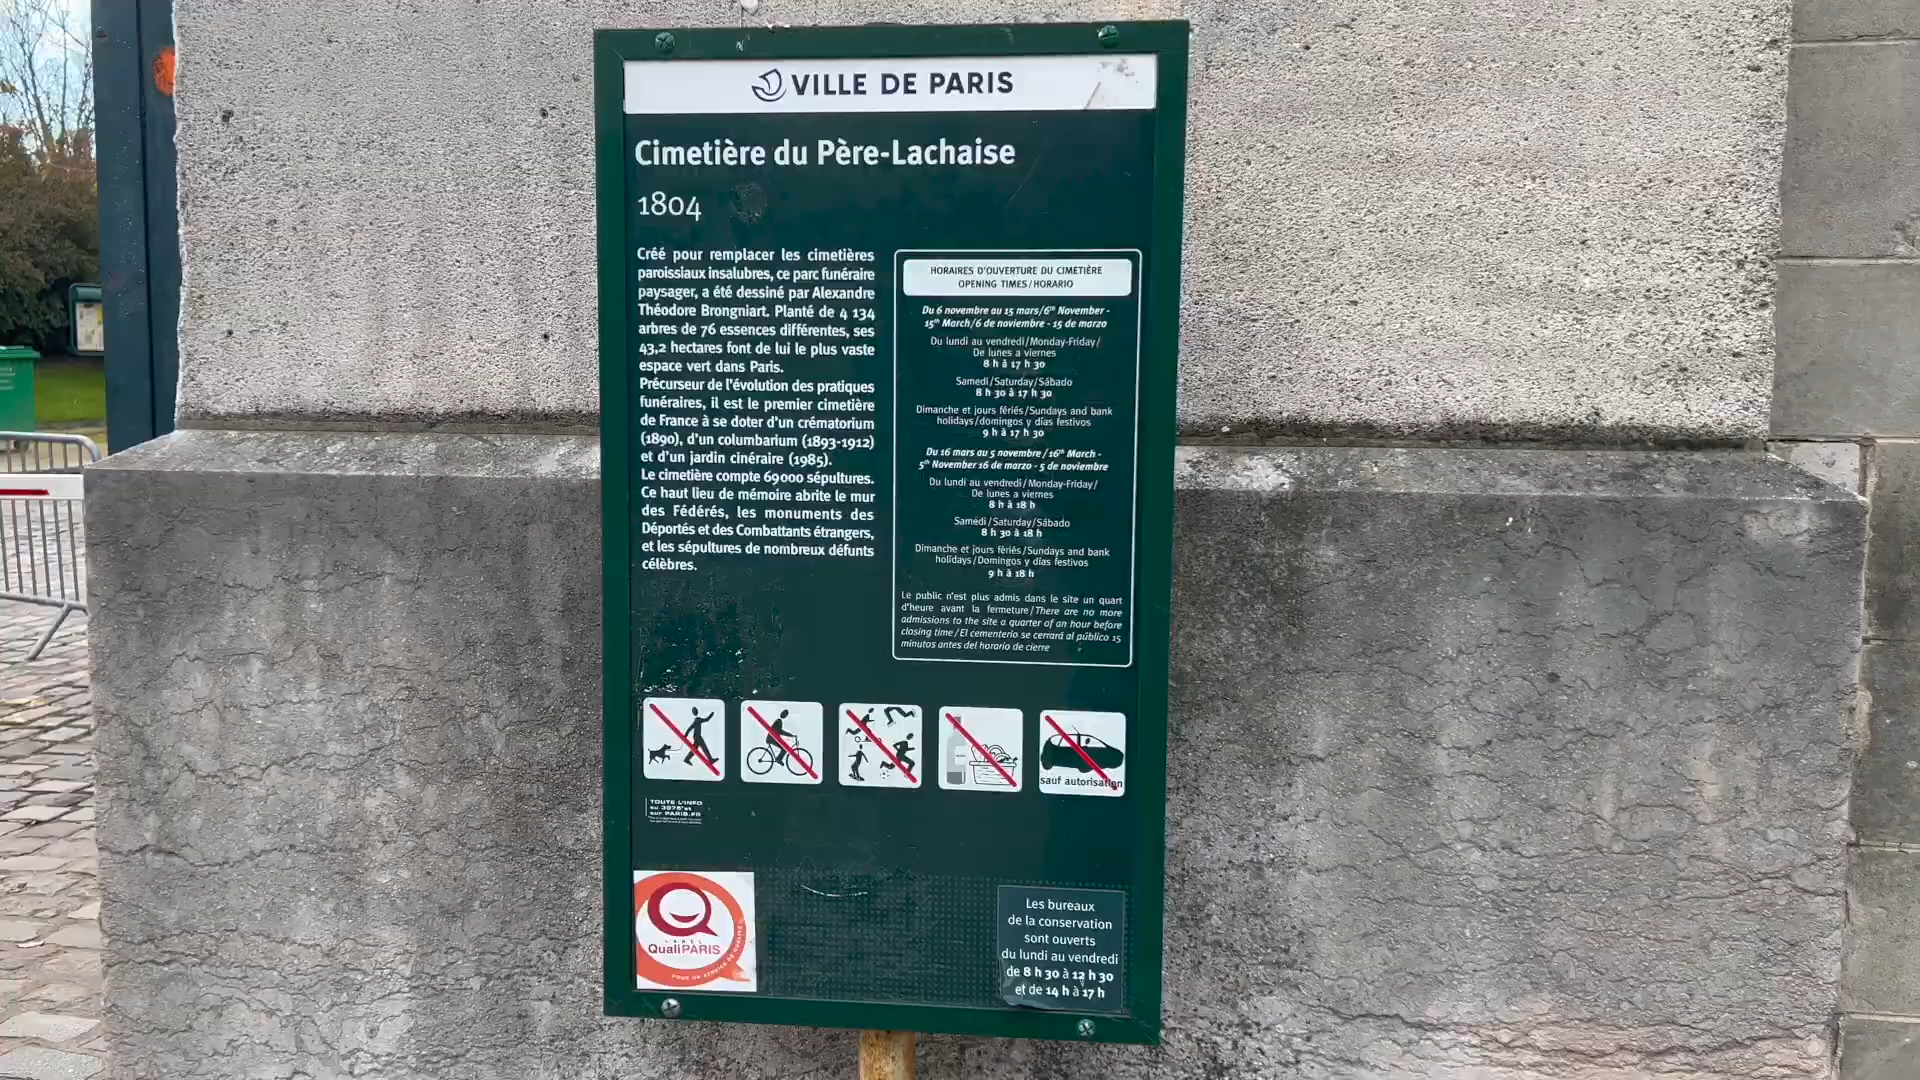 VILLE DE PARIS
Cimetière du Père-Lachaise
1804
Créé pour remplacer les cimetières
paroissiaux insalubres, ce parc funéraire
paysager, a été dessiné par Alexandre
Théodore Brongniart. Planté de 4 134
arbres de 76 essences différentes, ses
43,2 hectares font de lui le plus vaste
espace vert dans Paris.
Précurseur de l'évolution des pratiques
funéraires, il est le premier cimetière
de France à se doter d'un crématorium
(1890), d'un columbarium (1893-1912)
et d'un jardin cinéraire (1985).
Le cimetière compte 69000 sépultures.
Ce haut lieu de mémoire abrite le mur
des Fédérés, les monuments des
Déportés et des Combattants étrangers,
et les sépultures de nombreux défunts
célèbres.
HORAIRES D'OUVERTURE DU CIMETIÈRE
OPENING TIMES/HORARIO
Du 6 novembre au 15 mars/6th November -
15th March/6 de noviembre - 15 de marzo
Du lundi au vendredi/Monday-Friday/
De lunes a viernes
8 h à 17 h 30
Samedi/Saturday/Sábado
8 h 30 à 17 h 30
Dimanche et jours fériés/Sundays and bank
holidays/domingos y días festivos
9 h à 17 h 30
Du 16 mars au 5 novembre/16th March -
5th November 16 de marzo - 5 de noviembre
Du lundi au vendredi/Monday-Friday/
De lunes a viernes
8 h à 18 h
Samedi/Saturday/Sábado
8 h 30 à 18 h
Dimanche et jours fériés/Sundays and bank
holidays/Domingos y días festivos
9 h à 18 h
Le public n'est plus admis dans le site un quart
d'heure avant la fermeture/There are no more
admissions to the site a quarter of an hour before
closing time/El cementerio se cerrará al público 15
minutos antes del horario de cierre
sauf autorisation
TOUTE L'INFO
au 3975* et
sur PARIS.FR
LABEL
QualiPARIS
POUR UN SERVICE DE QUALITÉ
Les bureaux
de la conservation
sont ouverts
du lundi au vendredi
de 8 h 30 à 12 h 30
et de 14 h à 17 h